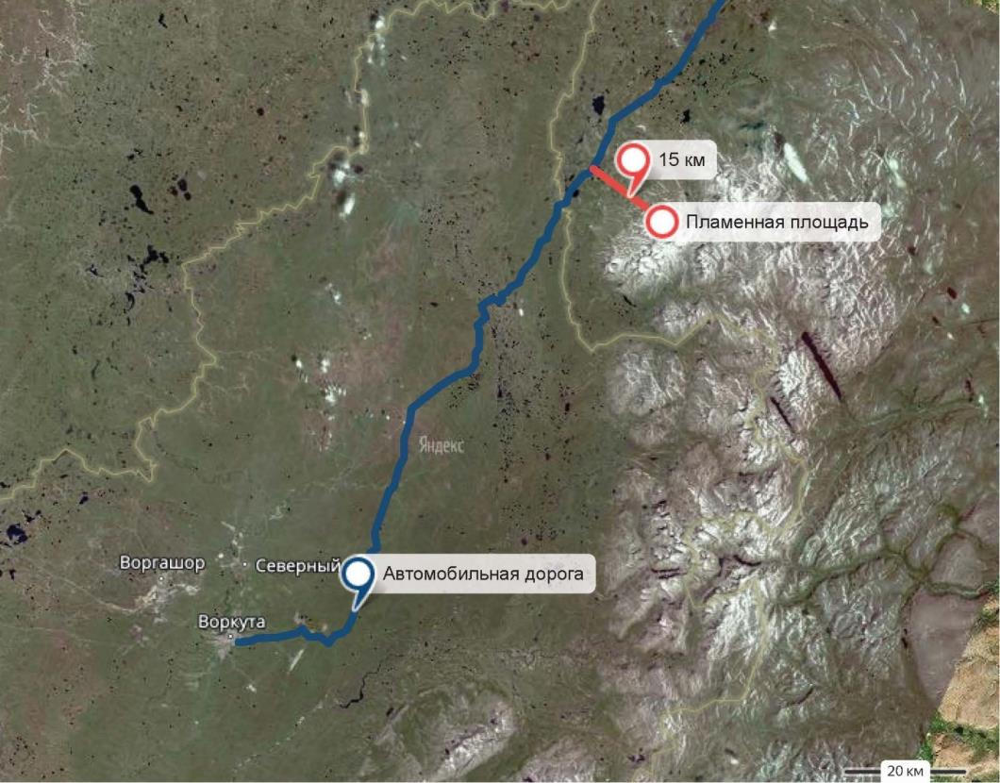 15 км
Пламенная площадь
Яндекс
Воргашор
Северный
Автомобильная дорога
Воркута
20 км